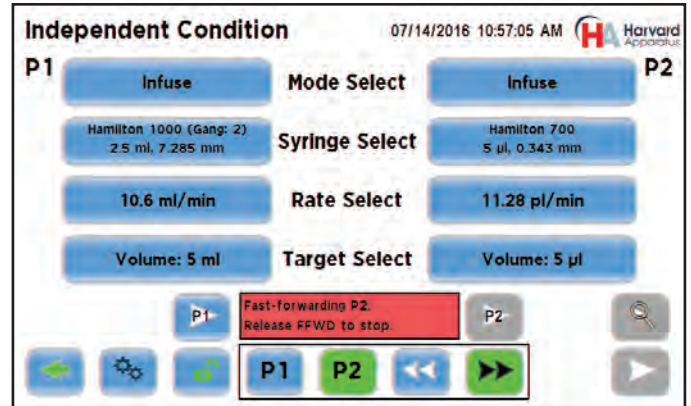 Independent Condition
07/14/2016 10:57:05 AM
HA Harvard
Apparatus
P1
P2
Infuse
Mode Select
Infuse
Hamilton 1000 (Gang: 2)
2.5 ml, 7.285 mm
Syringe Select
Hamilton 700
5 µl, 0.343 mm
10.6 ml/min
Rate Select
11.28 pl/min
Volume: 5 ml
Target Select
Volume: 5 µl
P1
Fast-forwarding P2.
Release FFWD to stop.
P2
P1
P2